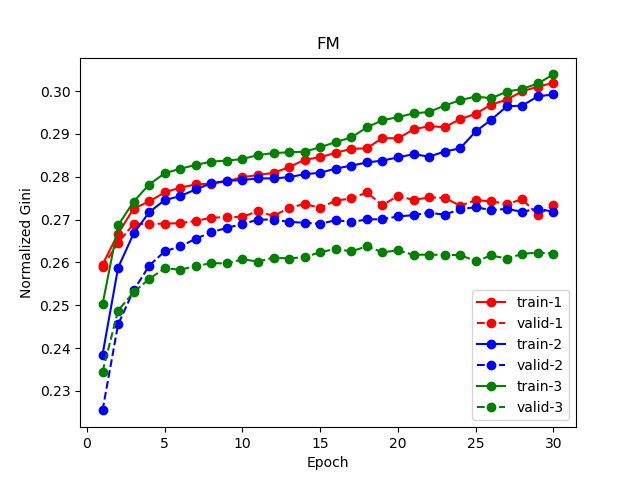 FM
Normalized Gini
0.30
0.29
0.28
0.27
0.26
0.25
0.24
0.23
0
5
10
15
20
25
30
Epoch
train-1
valid-1
train-2
valid-2
train-3
valid-3